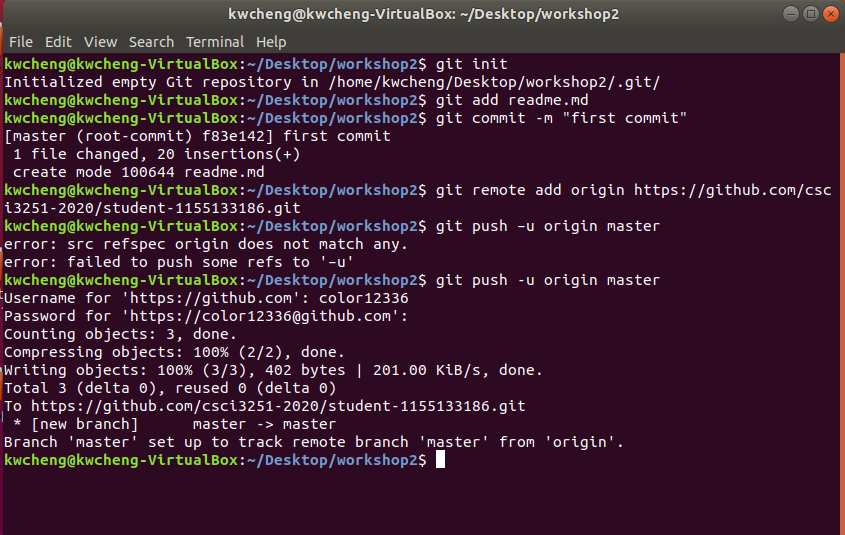 kwcheng@kwcheng-VirtualBox: ~/Desktop/workshop2
File Edit View Search Terminal Help
kwcheng@kwcheng-VirtualBox:~/Desktop/workshop2$ git init
Initialized empty Git repository in /home/kwcheng/Desktop/workshop2/.git/
kwcheng@kwcheng-VirtualBox:~/Desktop/workshop2$ git add readme.md
kwcheng@kwcheng-VirtualBox:~/Desktop/workshop2$ git commit -m "first commit"
[master (root-commit) f83e142] first commit
 1 file changed, 20 insertions(+)
 create mode 100644 readme.md
kwcheng@kwcheng-VirtualBox:~/Desktop/workshop2$ git remote add origin https://github.com/csc
i3251-2020/student-1155133186.git
kwcheng@kwcheng-VirtualBox:~/Desktop/workshop2$ git push –u origin master
error: src refspec origin does not match any.
error: failed to push some refs to '–u'
kwcheng@kwcheng-VirtualBox:~/Desktop/workshop2$ git push -u origin master
Username for 'https://github.com': color12336
Password for 'https://color12336@github.com':
Counting objects: 3, done.
Compressing objects: 100% (2/2), done.
Writing objects: 100% (3/3), 402 bytes | 201.00 KiB/s, done.
Total 3 (delta 0), reused 0 (delta 0)
To https://github.com/csci3251-2020/student-1155133186.git
 * [new branch]      master -> master
Branch 'master' set up to track remote branch 'master' from 'origin'.
kwcheng@kwcheng-VirtualBox:~/Desktop/workshop2$